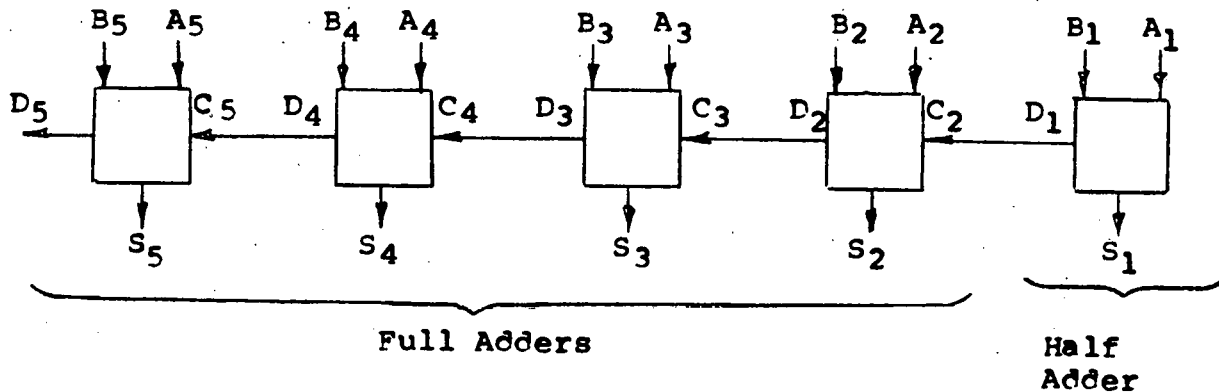 B5 A5 B4 A4 B3 A3 B2 A2 B1 A1
D5 C5 D4 C4 D3 C3 D2 C2 D1
S5 S4 S3 S2 S1
Full Adders
Half
Adder